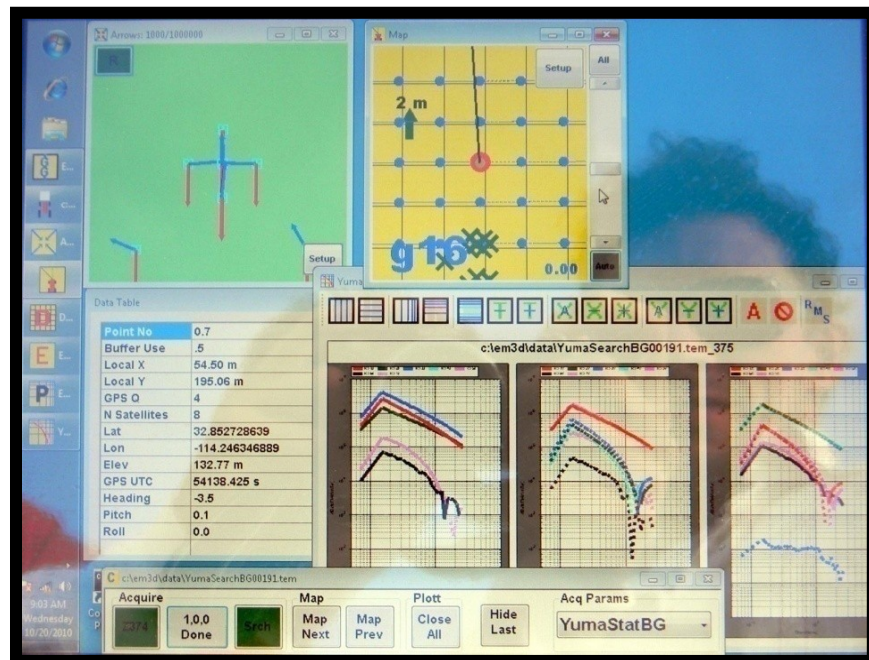 Arrows: 1000/1000000
R
Setup
Map
Setup
All
2 m
g16
0.00
Auto
E...
C...
A...
D...
E E...
P E...
Y...
Data Table
Point No 0.7
Buffer Use .5
Local X 54.50 m
Local Y 195.06 m
GPS Q 4
N Satellites 8
Lat 32.852728639
Lon -114.246346889
Elev 132.77 m
GPS UTC 54138.425 s
Heading -3.5
Pitch 0.1
Roll 0.0
Yuma
A
RMS
c:\em3d\data\YumaSearchBG00191.tem_375
C c:\em3d\data\YumaSearchBG00191.tem
Acquire Map Plott Acq Params
1,0,0 Done
Srch
Map Next
Map Prev
Close All
Hide Last
YumaStatBG
9:03 AM
Wednesday
10/20/2010